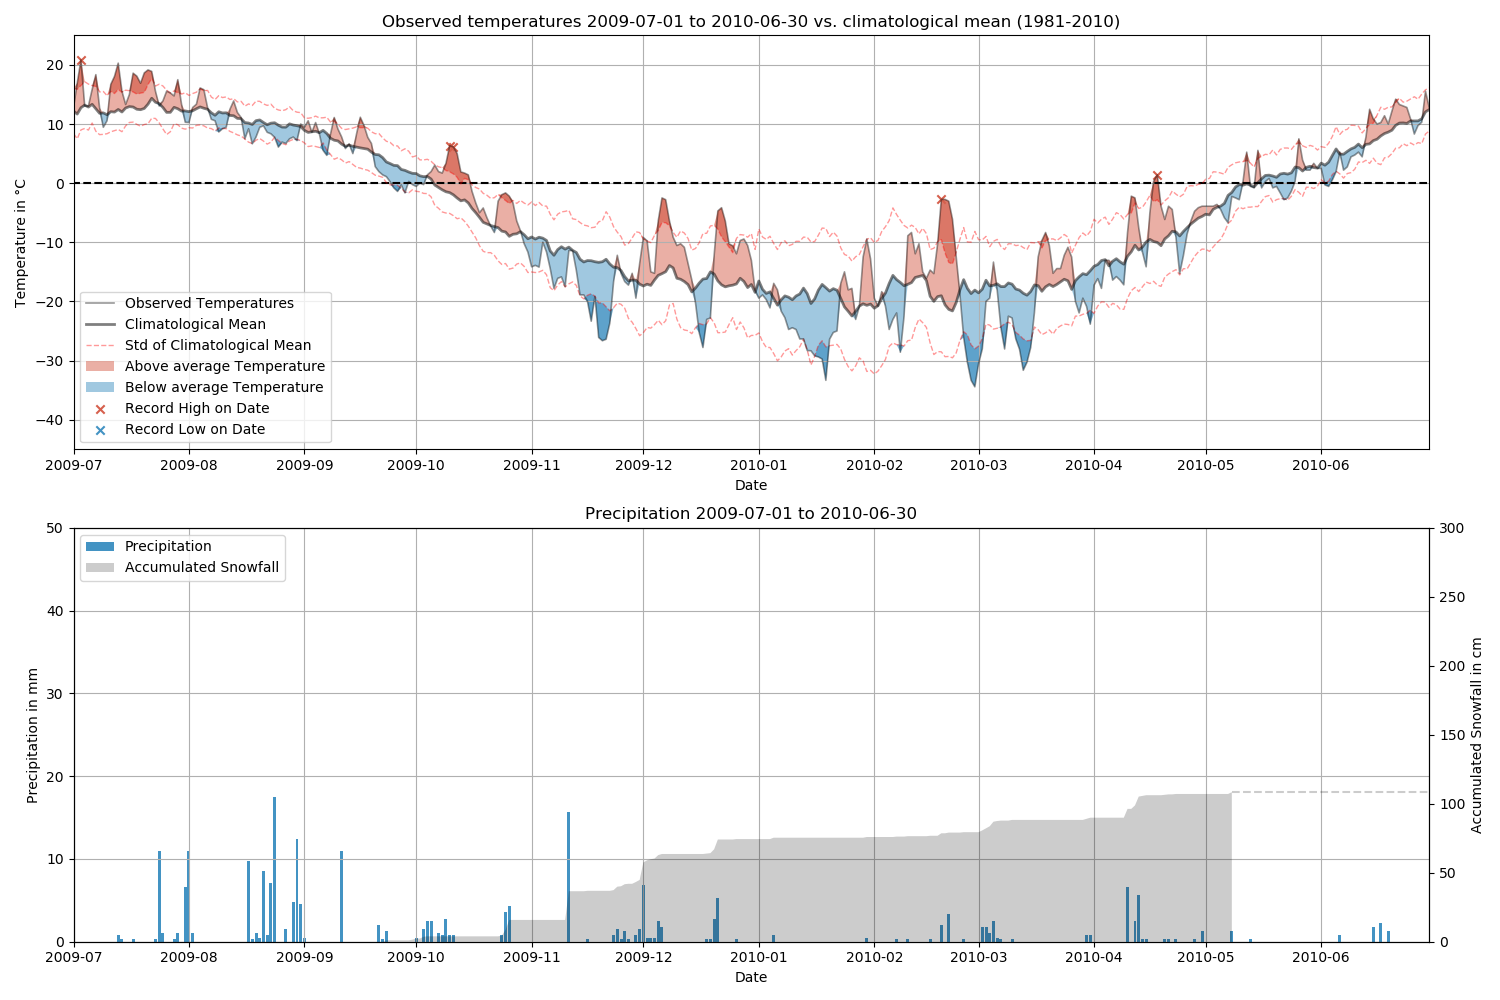 Observed temperatures 2009-07-01 to 2010-06-30 vs. climatological mean (1981-2010)
20
10
0
−10
−20
−30
−40
Temperature in °C
Observed Temperatures
Climatological Mean
Std of Climatological Mean
Above average Temperature
Below average Temperature
Record High on Date
Record Low on Date
2009-07 2009-08 2009-09 2009-10 2009-11 2009-12 2010-01 2010-02 2010-03 2010-04 2010-05 2010-06
Date
Precipitation 2009-07-01 to 2010-06-30
50
40
30
20
10
0
Precipitation in mm
Precipitation
Accumulated Snowfall
300
250
200
150
100
50
0
Accumulated Snowfall in cm
2009-07 2009-08 2009-09 2009-10 2009-11 2009-12 2010-01 2010-02 2010-03 2010-04 2010-05 2010-06
Date